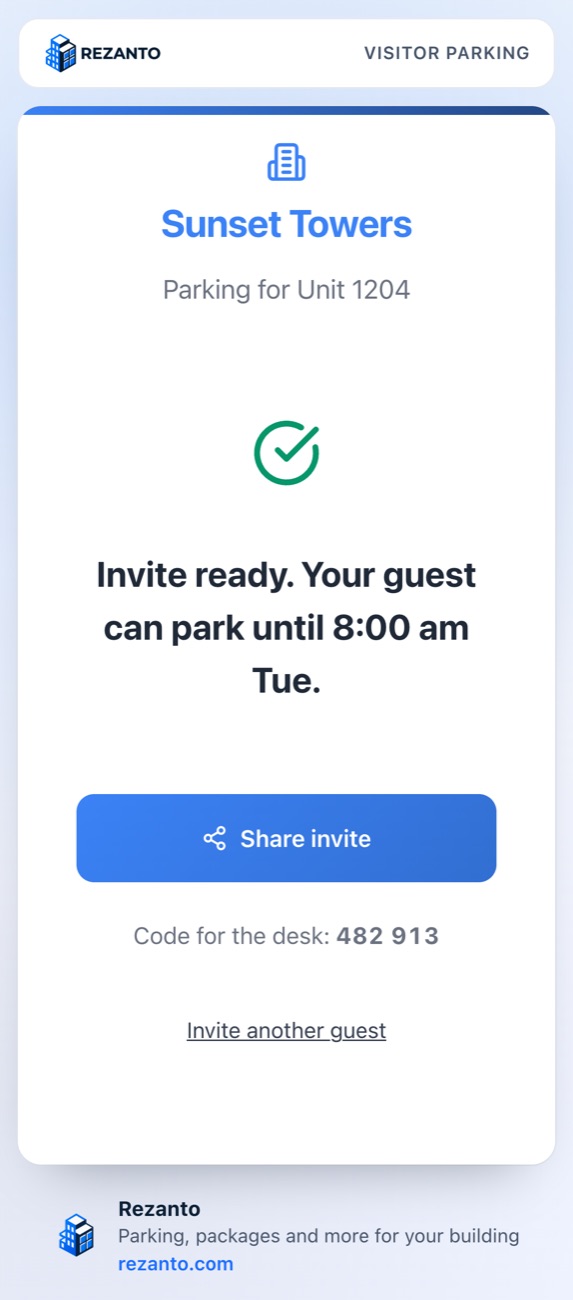 REZANTO
VISITOR PARKING
Sunset Towers
Parking for Unit 1204
Invite ready. Your guest
can park until 8:00 am
Tue.
Share invite
Code for the desk: 482 913
Invite another guest
Rezanto
Parking, packages and more for your building
rezanto.com